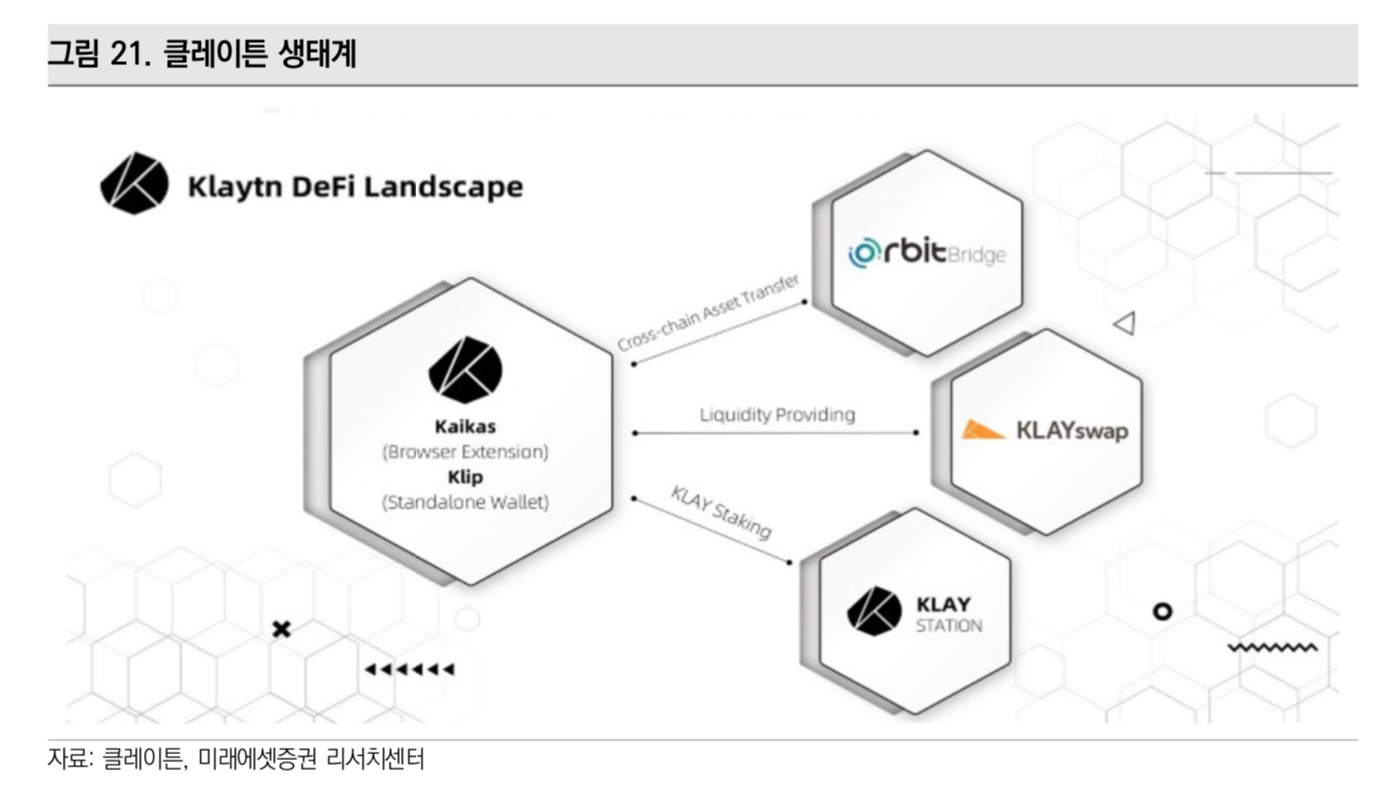 그림 21. 클레이튼 생태계
Klaytn DeFi Landscape
orbitBridge
Cross-chain Asset Transfer
Kaikas
(Browser Extension)
Klip
(Standalone Wallet)
Liquidity Providing
KLAYswap
KLAY Staking
KLAY
STATION
자료: 클레이튼, 미래에셋증권 리서치센터